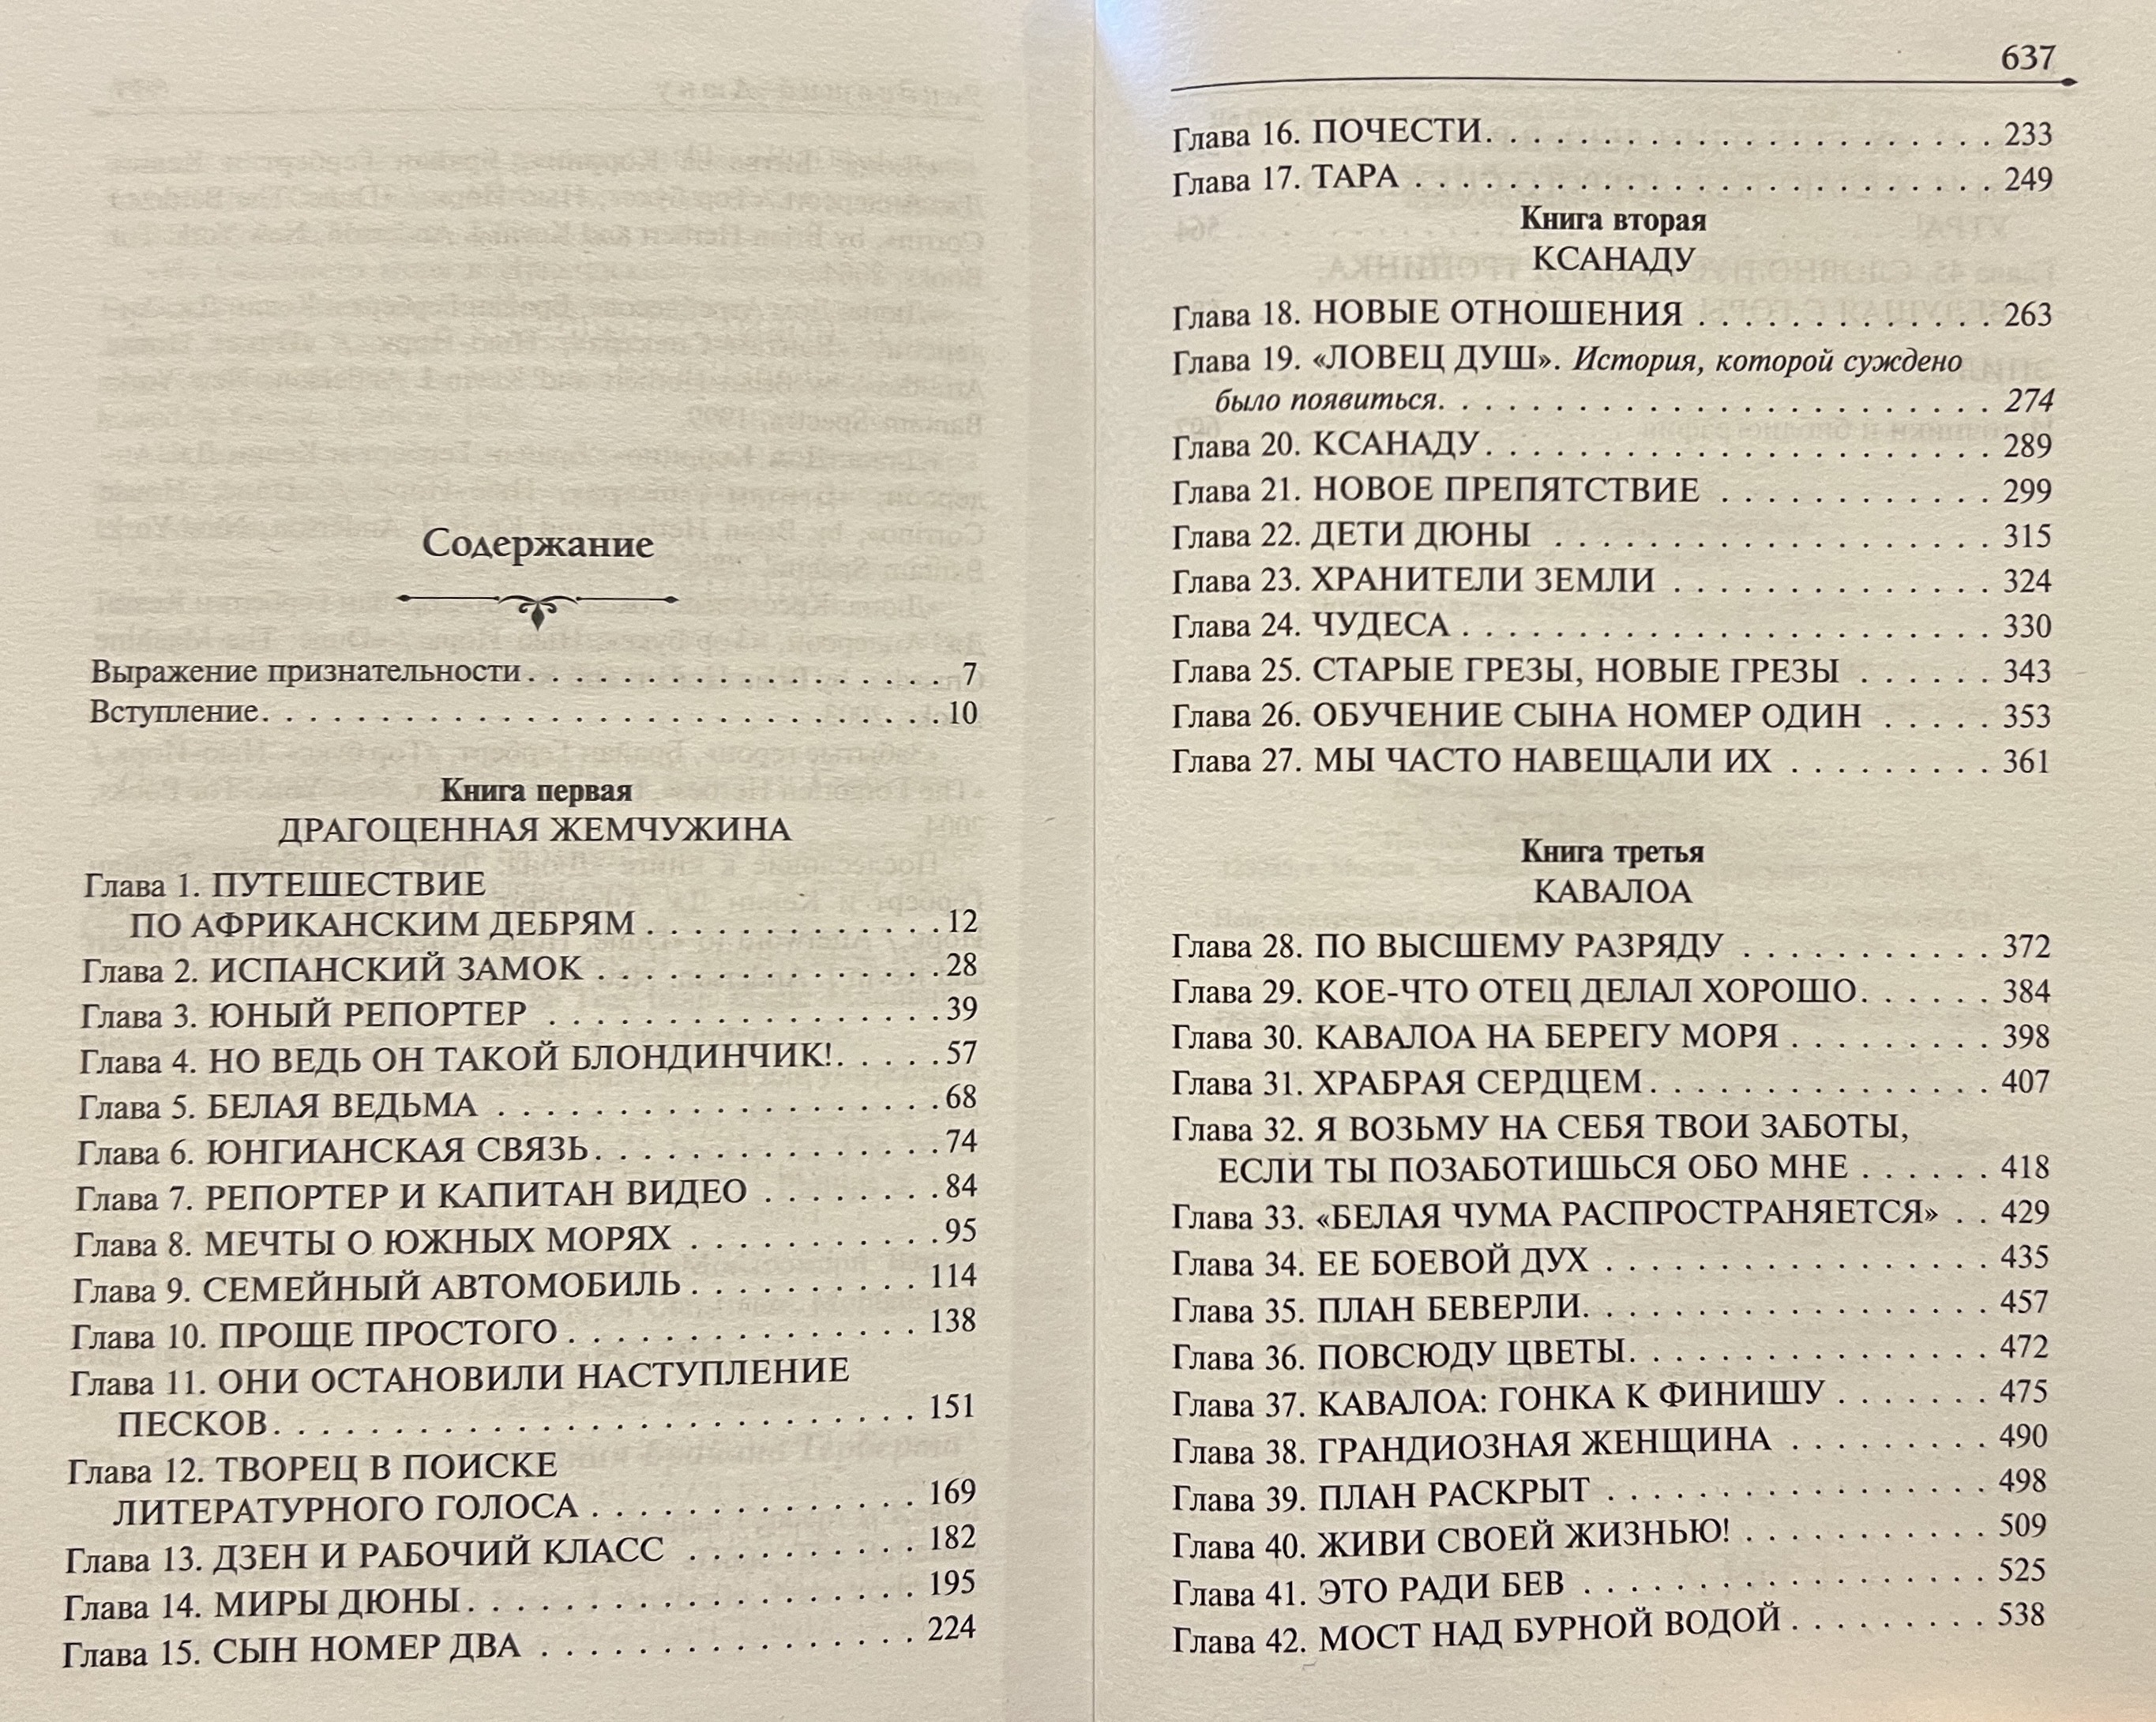 Содержание
Выражение признательности. . . . . . . . . . . . . . . . . . . 7
Вступление. . . . . . . . . . . . . . . . . . . . . . . . . . . . . . 10
Книга первая
ДРАГОЦЕННАЯ ЖЕМЧУЖИНА
Глава 1. ПУТЕШЕСТВИЕ
ПО АФРИКАНСКИМ ДЕБРЯМ . . . . . . . . . . . . . 12
Глава 2. ИСПАНСКИЙ ЗАМОК . . . . . . . . . . . . . . . 28
Глава 3. ЮНЫЙ РЕПОРТЕР . . . . . . . . . . . . . . . . . 39
Глава 4. НО ВЕДЬ ОН ТАКОЙ БЛОНДИНЧИК!. . . . . 57
Глава 5. БЕЛАЯ ВЕДЬМА . . . . . . . . . . . . . . . . . . . 68
Глава 6. ЮНГИАНСКАЯ СВЯЗЬ. . . . . . . . . . . . . . . 74
Глава 7. РЕПОРТЕР И КАПИТАН ВИДЕО . . . . . . . . 84
Глава 8. МЕЧТЫ О ЮЖНЫХ МОРЯХ . . . . . . . . . . . 95
Глава 9. СЕМЕЙНЫЙ АВТОМОБИЛЬ . . . . . . . . . . 114
Глава 10. ПРОЩЕ ПРОСТОГО . . . . . . . . . . . . . . . 138
Глава 11. ОНИ ОСТАНОВИЛИ НАСТУПЛЕНИЕ
ПЕСКОВ. . . . . . . . . . . . . . . . . . . . . . . . . . . 151
Глава 12. ТВОРЕЦ В ПОИСКЕ
ЛИТЕРАТУРНОГО ГОЛОСА . . . . . . . . . . . . . . 169
Глава 13. ДЗЕН И РАБОЧИЙ КЛАСС . . . . . . . . . . 182
Глава 14. МИРЫ ДЮНЫ. . . . . . . . . . . . . . . . . . . 195
Глава 15. СЫН НОМЕР ДВА . . . . . . . . . . . . . . . . 224
637
Глава 16. ПОЧЕСТИ. . . . . . . . . . . . . . . . . . . . . . 233
Глава 17. ТАРА . . . . . . . . . . . . . . . . . . . . . . . . . 249
Книга вторая
КСАНАДУ
Глава 18. НОВЫЕ ОТНОШЕНИЯ . . . . . . . . . . . . . 263
Глава 19. «ЛОВЕЦ ДУШ». История, которой суждено
было появиться. . . . . . . . . . . . . . . . . . . . . . . . 274
Глава 20. КСАНАДУ. . . . . . . . . . . . . . . . . . . . . . 289
Глава 21. НОВОЕ ПРЕПЯТСТВИЕ . . . . . . . . . . . . 299
Глава 22. ДЕТИ ДЮНЫ . . . . . . . . . . . . . . . . . . . 315
Глава 23. ХРАНИТЕЛИ ЗЕМЛИ . . . . . . . . . . . . . . 324
Глава 24. ЧУДЕСА . . . . . . . . . . . . . . . . . . . . . . . 330
Глава 25. СТАРЫЕ ГРЕЗЫ, НОВЫЕ ГРЕЗЫ . . . . . . 343
Глава 26. ОБУЧЕНИЕ СЫНА НОМЕР ОДИН . . . . . 353
Глава 27. МЫ ЧАСТО НАВЕЩАЛИ ИХ . . . . . . . . . 361
Книга третья
КАВАЛОА
Глава 28. ПО ВЫСШЕМУ РАЗРЯДУ . . . . . . . . . . . 372
Глава 29. КОЕ-ЧТО ОТЕЦ ДЕЛАЛ ХОРОШО. . . . . . 384
Глава 30. КАВАЛОА НА БЕРЕГУ МОРЯ . . . . . . . . . 398
Глава 31. ХРАБРАЯ СЕРДЦЕМ. . . . . . . . . . . . . . . 407
Глава 32. Я ВОЗЬМУ НА СЕБЯ ТВОИ ЗАБОТЫ,
ЕСЛИ ТЫ ПОЗАБОТИШЬСЯ ОБО МНЕ . . . . . . 418
Глава 33. «БЕЛАЯ ЧУМА РАСПРОСТРАНЯЕТСЯ» . . 429
Глава 34. ЕЕ БОЕВОЙ ДУХ . . . . . . . . . . . . . . . . . 435
Глава 35. ПЛАН БЕВЕРЛИ. . . . . . . . . . . . . . . . . . 457
Глава 36. ПОВСЮДУ ЦВЕТЫ. . . . . . . . . . . . . . . . 472
Глава 37. КАВАЛОА: ГОНКА К ФИНИШУ . . . . . . . 475
Глава 38. ГРАНДИОЗНАЯ ЖЕНЩИНА . . . . . . . . . 490
Глава 39. ПЛАН РАСКРЫТ . . . . . . . . . . . . . . . . . 498
Глава 40. ЖИВИ СВОЕЙ ЖИЗНЬЮ! . . . . . . . . . . . 509
Глава 41. ЭТО РАДИ БЕВ . . . . . . . . . . . . . . . . . . 525
Глава 42. МОСТ НАД БУРНОЙ ВОДОЙ . . . . . . . . . 538